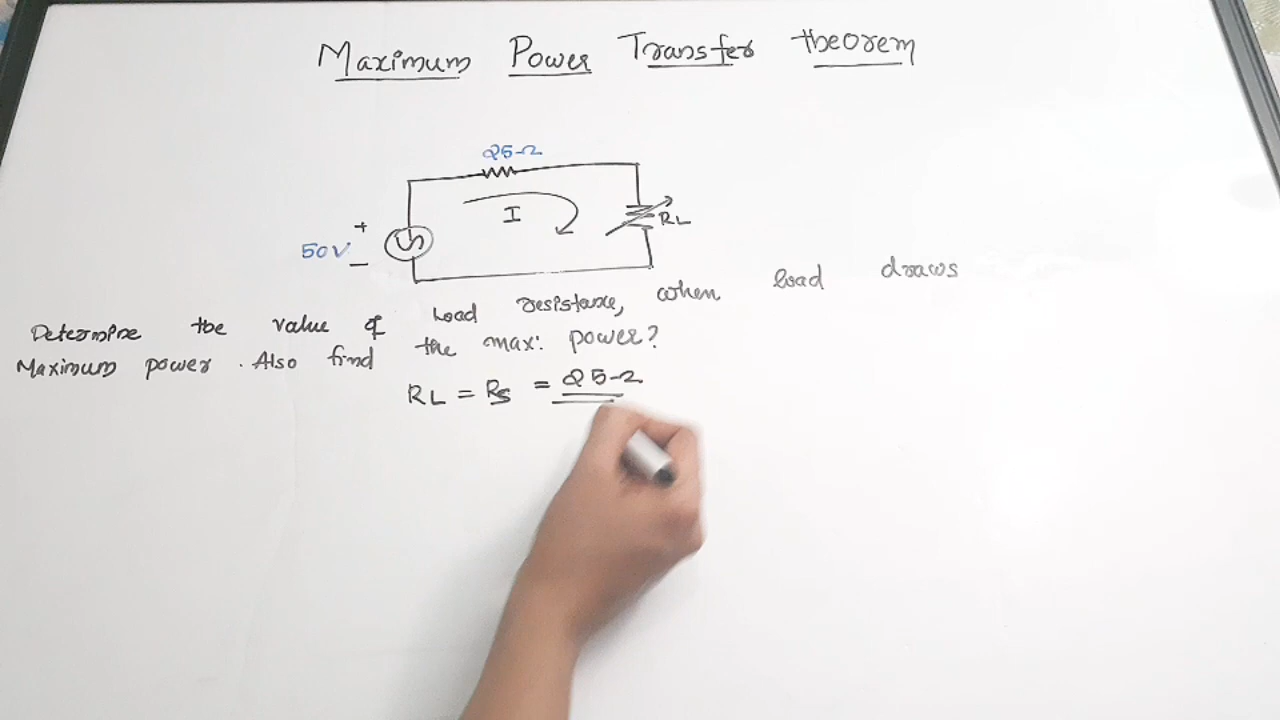 Maximum Power Transfer theorem
25Ω
I
RL
50V
+
−
Determine the value of Load resistance, when load draws
Maximum power. Also find the max: power?
RL = Rs = 25Ω